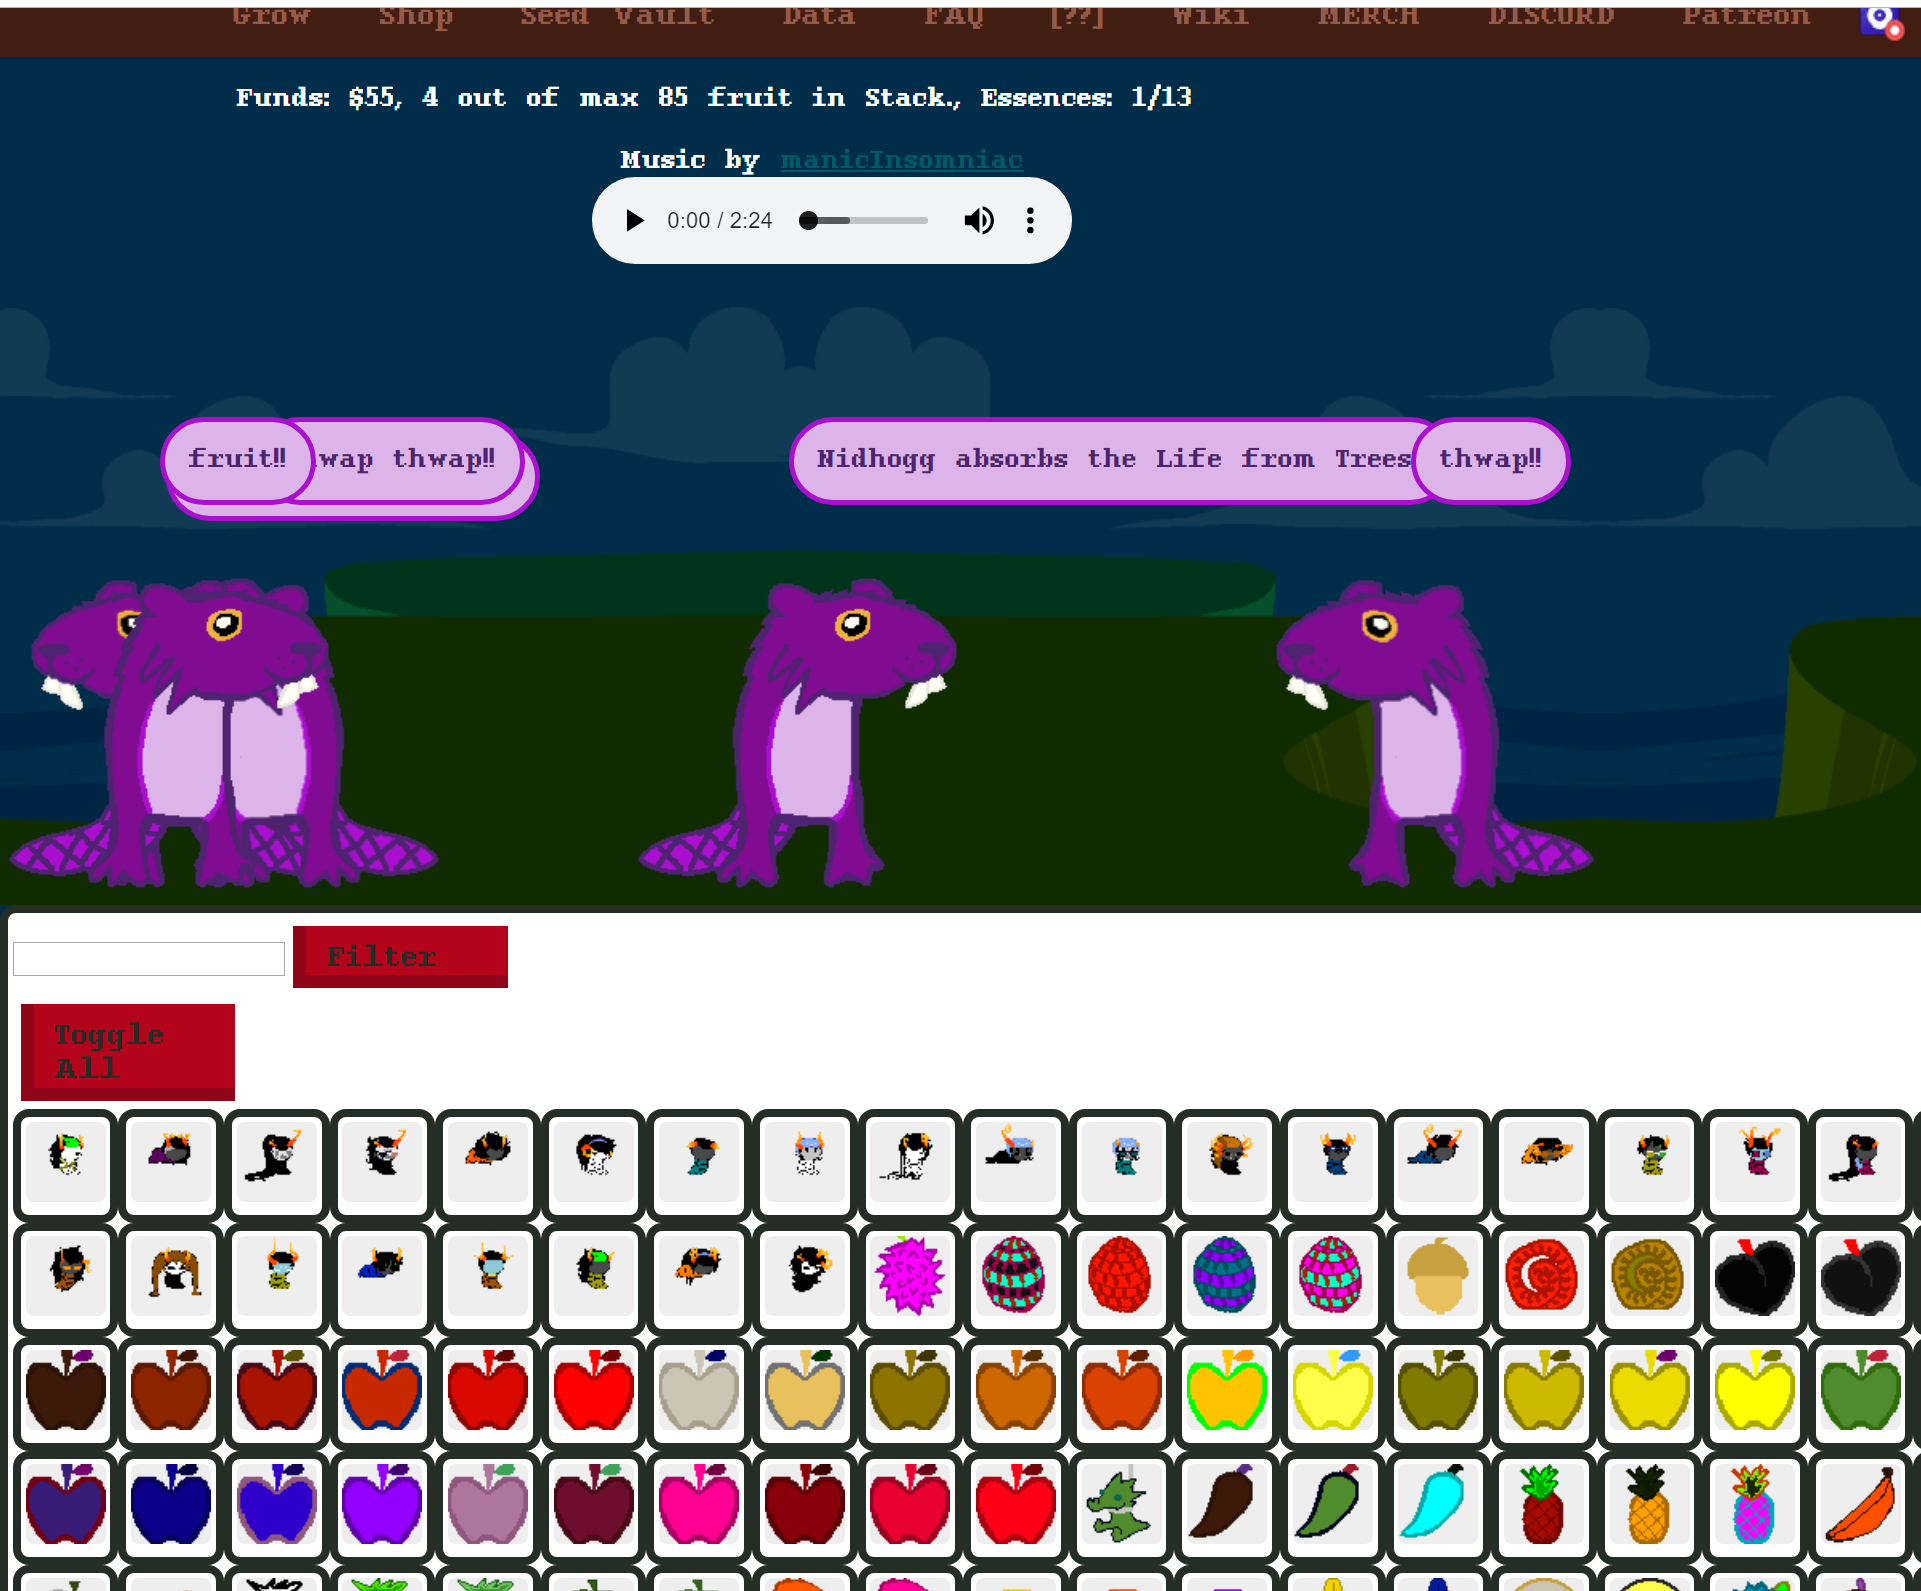 Grow Shop Seed Vault Data FAQ [??] Wiki MERCH DISCORD Patreon
Funds: $55, 4 out of max 85 fruit in Stack., Essences: 1/13
Music by manicInsomniac
0:00 / 2:24
fruit!! wap thwap!! Nidhogg absorbs the Life from Trees thwap!!
Filter
Toggle
All